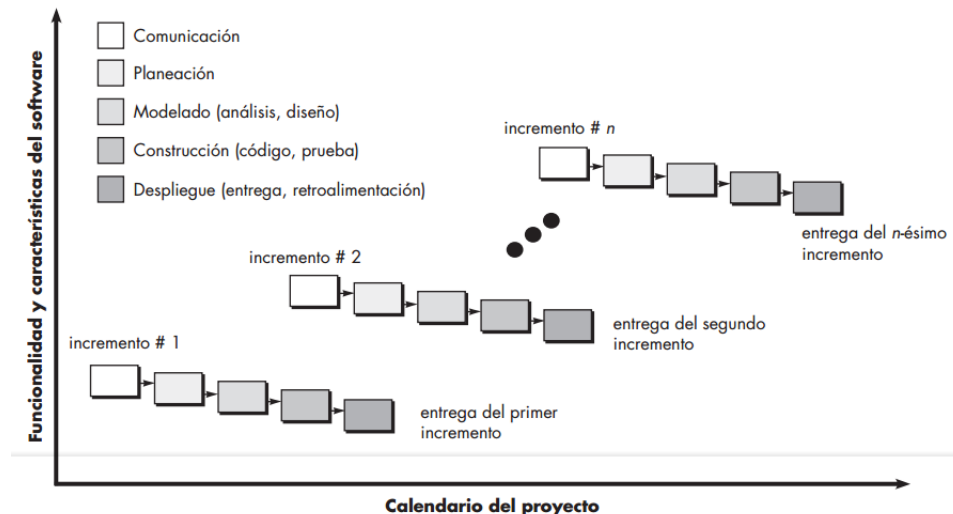 Funcionalidad y características del software
Comunicación
Planeación
Modelado (análisis, diseño)
Construcción (código, prueba)
Despliegue (entrega, retroalimentación)
incremento # n
entrega del n-ésimo
incremento
incremento # 2
entrega del segundo
incremento
incremento # 1
entrega del primer
incremento
Calendario del proyecto